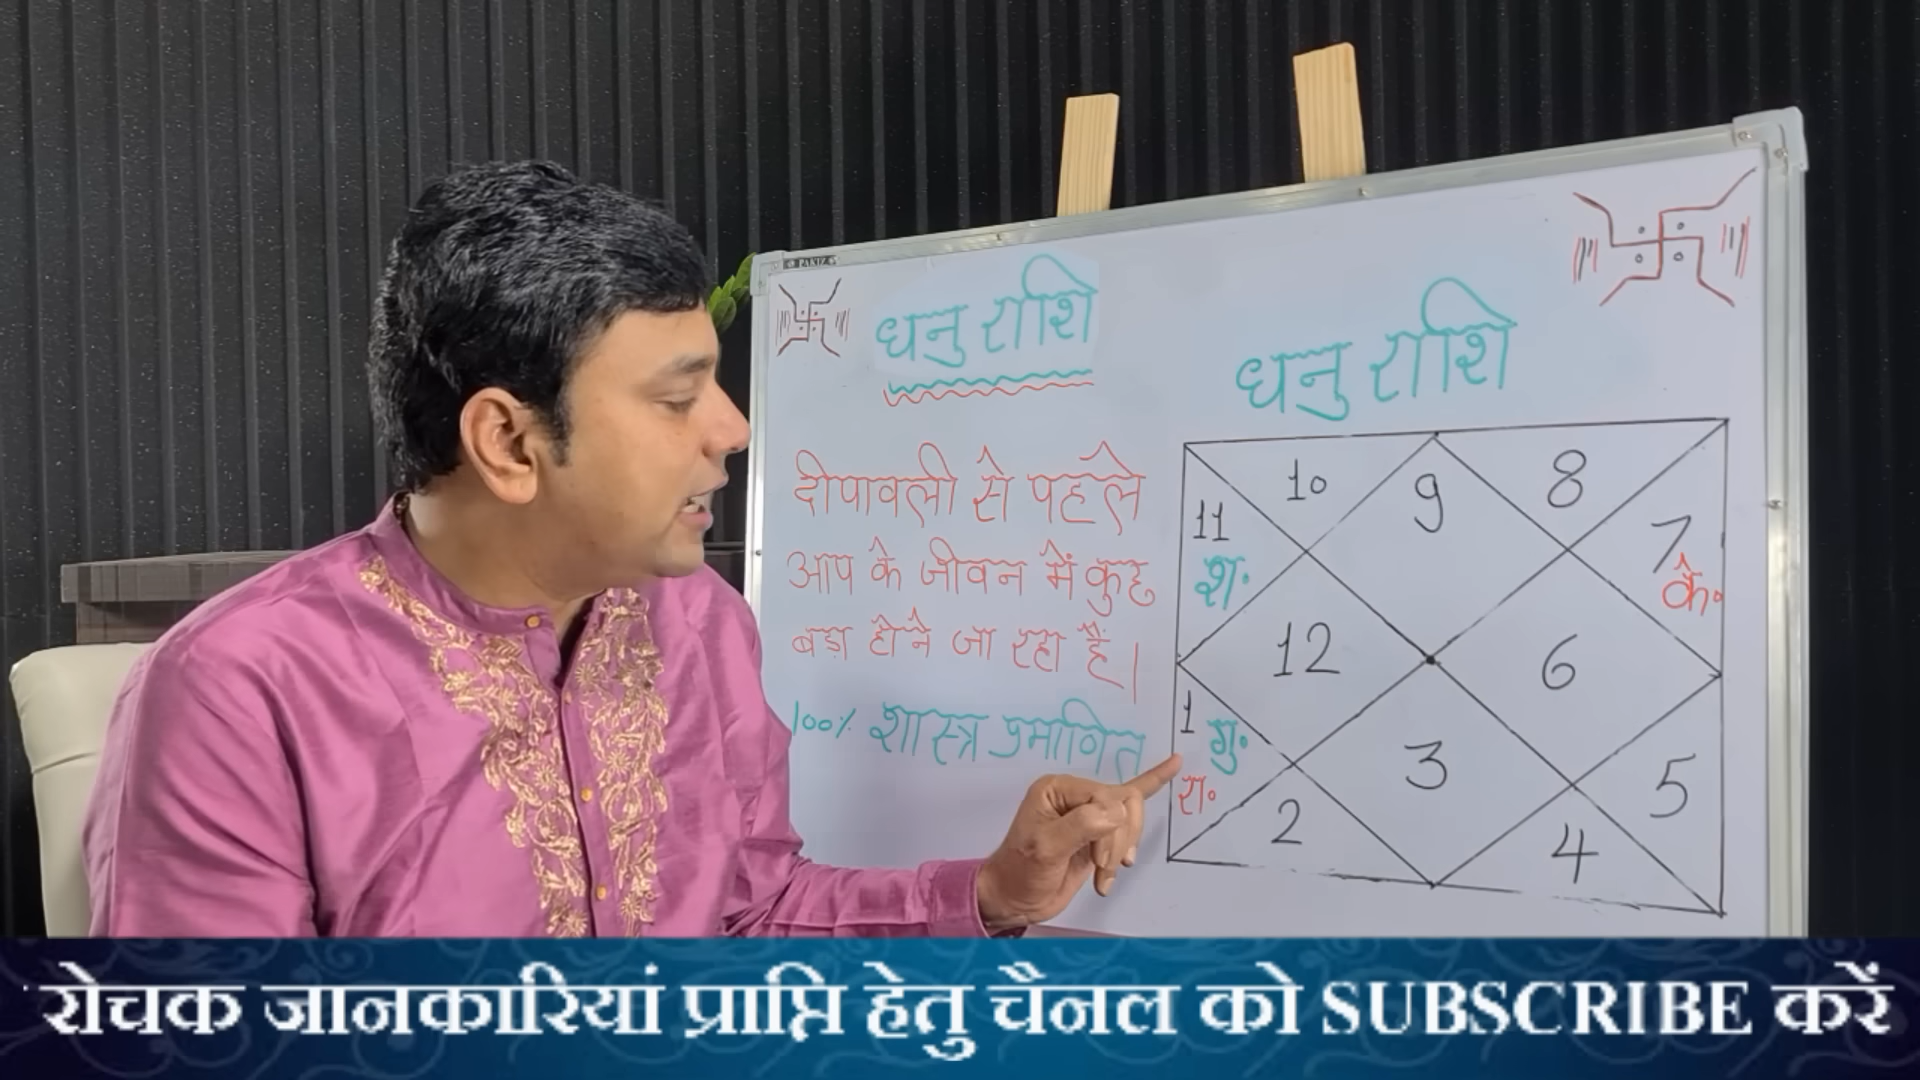 धनु राशि
दीपावली से पहले
आप के जीवन में कुछ
बड़ा होने जा रहा है।
100% शास्त्र प्रमाणित
धनु राशि
10
9
8
11
श॰
7
के॰
12
6
1
गु॰
रा॰
3
5
2
4
रोचक जानकारियां प्राप्ति हेतु चैनल को SUBSCRIBE करें